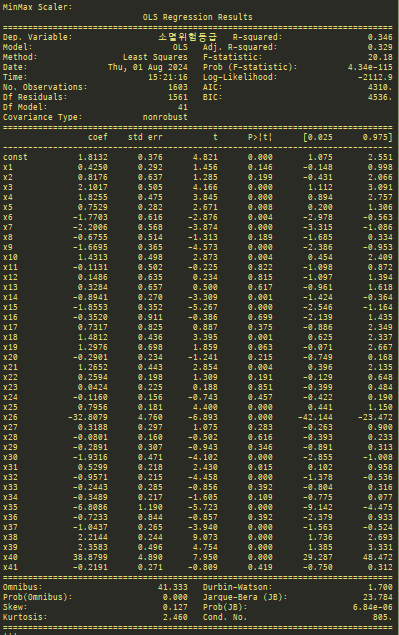 MinMax Scaler:
OLS Regression Results
Dep. Variable: 소멸위험등급 R-squared: 0.346
Model: OLS Adj. R-squared: 0.329
Method: Least Squares F-statistic: 20.18
Date: Thu, 01 Aug 2024 Prob (F-statistic): 4.34e-115
Time: 15:21:16 Log-Likelihood: -2112.9
No. Observations: 1603 AIC: 4310.
Df Residuals: 1561 BIC: 4536.
Df Model: 41
Covariance Type: nonrobust
coef std err t P>|t| [0.025 0.975]
const 1.8132 0.376 4.821 0.000 1.075 2.551
x1 0.4250 0.292 1.456 0.146 -0.148 0.998
x2 0.8176 0.637 1.285 0.199 -0.431 2.066
x3 2.1017 0.505 4.166 0.000 1.112 3.091
x4 1.8255 0.475 3.845 0.000 0.894 2.757
x5 0.7529 0.282 2.671 0.008 0.200 1.306
x6 -1.7703 0.616 -2.876 0.004 -2.978 -0.563
x7 -2.2006 0.568 -3.874 0.000 -3.315 -1.086
x8 -0.6755 0.514 -1.313 0.189 -1.685 0.334
x9 -1.6695 0.365 -4.573 0.000 -2.386 -0.953
x10 1.4313 0.498 2.873 0.004 0.454 2.409
x11 -0.1131 0.502 -0.225 0.822 -1.098 0.872
x12 0.1486 0.635 0.234 0.815 -1.097 1.394
x13 0.3284 0.657 0.500 0.617 -0.961 1.618
x14 -0.8941 0.270 -3.309 0.001 -1.424 -0.364
x15 -1.8553 0.352 -5.267 0.000 -2.546 -1.164
x16 -0.3520 0.911 -0.386 0.699 -2.139 1.435
x17 0.7317 0.825 0.887 0.375 -0.886 2.349
x18 1.4812 0.436 3.395 0.001 0.625 2.337
x19 1.2976 0.698 1.859 0.063 -0.071 2.667
x20 -0.2901 0.234 -1.241 0.215 -0.749 0.168
x21 1.2652 0.443 2.854 0.004 0.396 2.135
x22 0.2594 0.198 1.309 0.191 -0.129 0.648
x23 0.0424 0.225 0.188 0.851 -0.399 0.484
x24 -0.1160 0.156 -0.743 0.457 -0.422 0.190
x25 0.7956 0.181 4.400 0.000 0.441 1.150
x26 -32.8079 4.760 -6.893 0.000 -42.144 -23.472
x27 0.3188 0.297 1.075 0.283 -0.263 0.900
x28 -0.0801 0.160 -0.502 0.616 -0.393 0.233
x29 -0.2891 0.307 -0.943 0.346 -0.891 0.313
x30 -1.9316 0.471 -4.102 0.000 -2.855 -1.008
x31 0.5299 0.218 2.430 0.015 0.102 0.958
x32 -0.9571 0.215 -4.458 0.000 -1.378 -0.536
x33 -0.2443 0.285 -0.856 0.392 -0.804 0.316
x34 -0.3489 0.217 -1.605 0.109 -0.775 0.077
x35 -6.8086 1.190 -5.723 0.000 -9.142 -4.475
x36 -0.7233 0.844 -0.857 0.392 -2.379 0.933
x37 -1.0437 0.265 -3.940 0.000 -1.563 -0.524
x38 2.2144 0.244 9.073 0.000 1.736 2.693
x39 2.3583 0.496 4.754 0.000 1.385 3.331
x40 38.8799 4.890 7.950 0.000 29.287 48.472
x41 -0.2191 0.271 -0.809 0.419 -0.750 0.312
Omnibus: 41.333 Durbin-Watson: 1.700
Prob(Omnibus): 0.000 Jarque-Bera (JB): 23.784
Skew: 0.127 Prob(JB): 6.84e-06
Kurtosis: 2.460 Cond. No. 805.